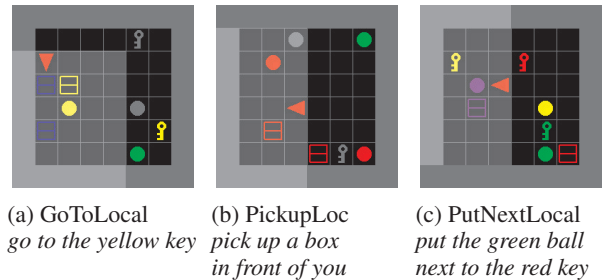 (a) GoToLocal
go to the yellow key
(b) PickupLoc
pick up a box
in front of you
(c) PutNextLocal
put the green ball
next to the red key